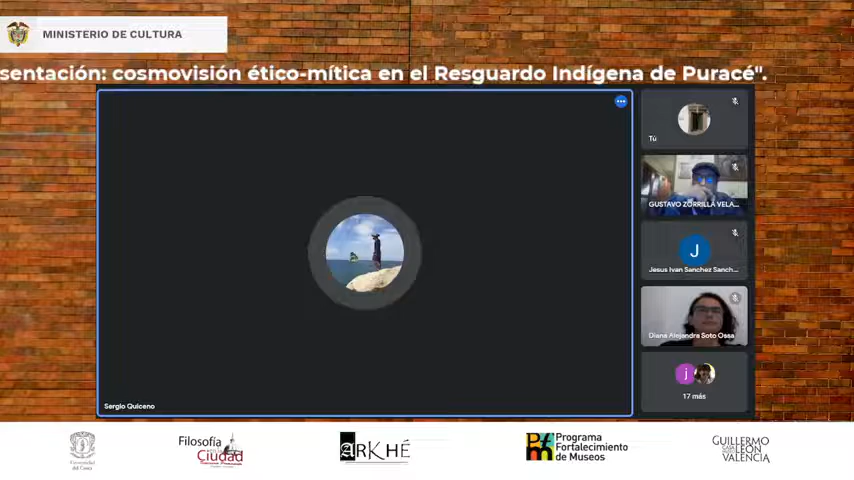 MINISTERIO DE CULTURA
sentación: cosmovisión ético-mítica en el Resguardo Indígena de Puracé".
Tú
GUSTAVO ZORRILLA VELA...
J
Jesus Ivan Sanchez Sanch...
Diana Alejandra Soto Ossa
j
17 más
Sergio Quiceno
Universidad
del Cauca
Filosofía
Ciudad
ARKHÉ
Pfm
Programa
Fortalecimiento
de Museos
GUILLERMO
LEÓN
VALENCIA